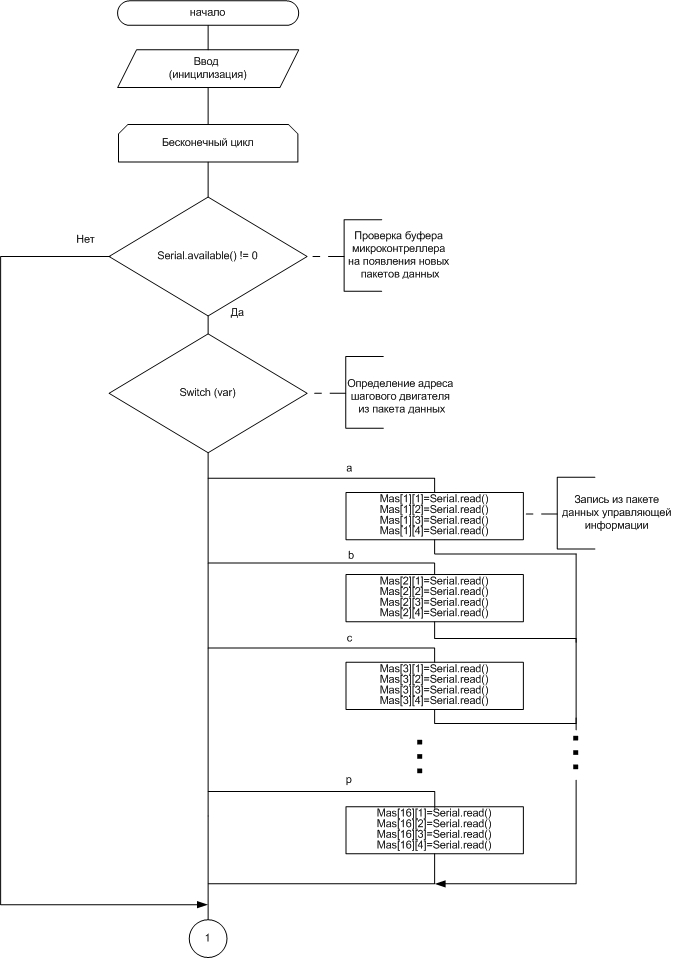 начало
Ввод
(инициализация)
Бесконечный цикл
Нет
Serial.available() != 0
Проверка буфера
микроконтреллера
на появления новых
пакетов данных
Да
Switch (var)
Определение адреса
шагового двигателя
из пакета данных
a
Mas[1][1]=Serial.read()
Mas[1][2]=Serial.read()
Mas[1][3]=Serial.read()
Mas[1][4]=Serial.read()
Запись из пакете
данных управляющей
информации
b
Mas[2][1]=Serial.read()
Mas[2][2]=Serial.read()
Mas[2][3]=Serial.read()
Mas[2][4]=Serial.read()
c
Mas[3][1]=Serial.read()
Mas[3][2]=Serial.read()
Mas[3][3]=Serial.read()
Mas[3][4]=Serial.read()
p
Mas[16][1]=Serial.read()
Mas[16][2]=Serial.read()
Mas[16][3]=Serial.read()
Mas[16][4]=Serial.read()
1